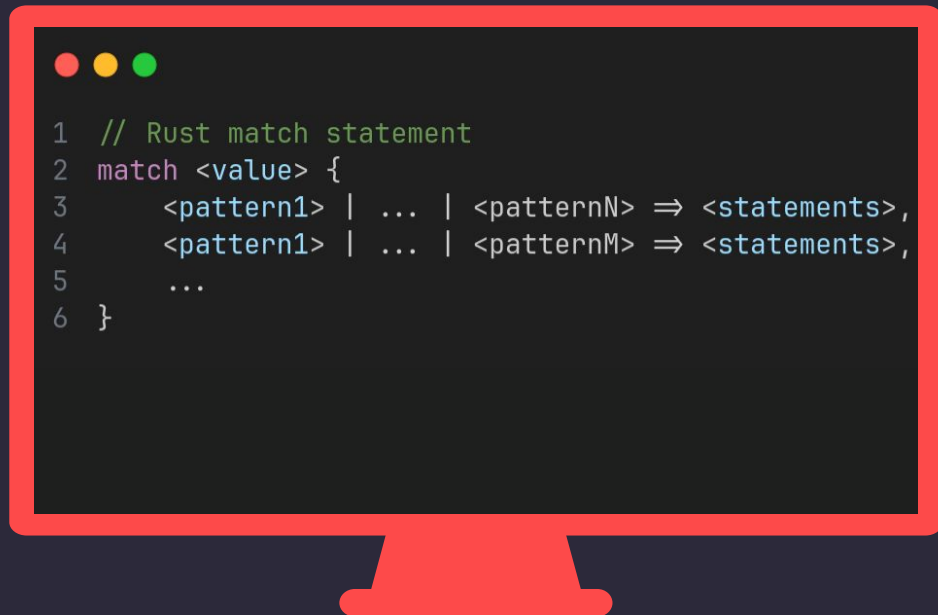 1 // Rust match statement
2 match <value> {
3     <pattern1> | ... | <patternN> => <statements>,
4     <pattern1> | ... | <patternM> => <statements>,
5     ...
6 }